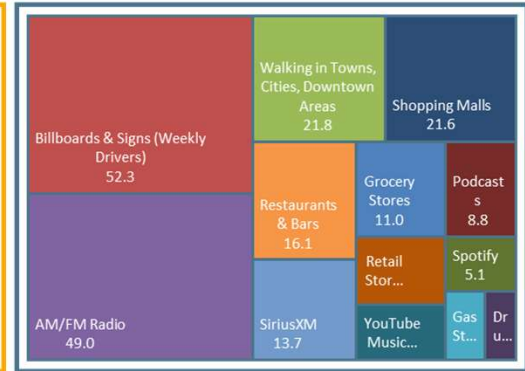 Billboards & Signs (Weekly
Drivers)
52.3
AM/FM Radio
49.0
Walking in Towns,
Cities, Downtown
Areas
21.8
Shopping Malls
21.6
Restaurants
& Bars
16.1
SiriusXM
13.7
Grocery
Stores
11.0
Podcast
s
8.8
Retail
Stor...
Spotify
5.1
YouTube
Music...
Gas
St...
Dr
u...